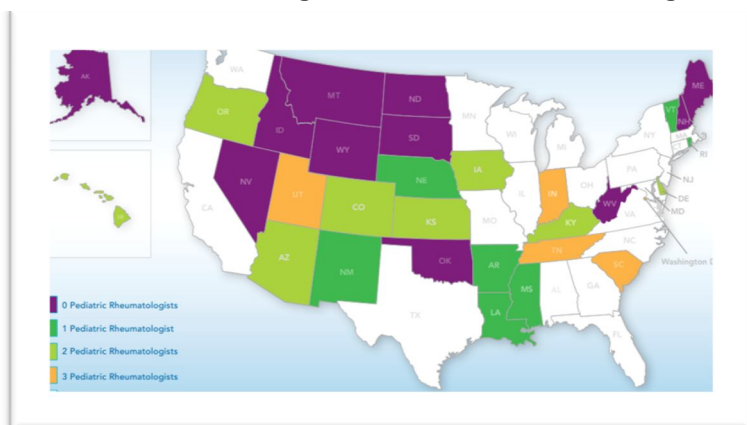 AK
WA
MT
ND
MN
ME
VT
NH
OR
ID
SD
WI
MI
NY
MA
CT
RI
WY
IA
PA
NJ
NV
NE
IL
IN
OH
DE
MD
UT
CO
WV
VA
CA
KS
MO
KY
Washington D
NC
TN
AZ
NM
OK
AR
SC
MS
AL
GA
LA
TX
FL
0 Pediatric Rheumatologists
1 Pediatric Rheumatologist
2 Pediatric Rheumatologists
3 Pediatric Rheumatologists